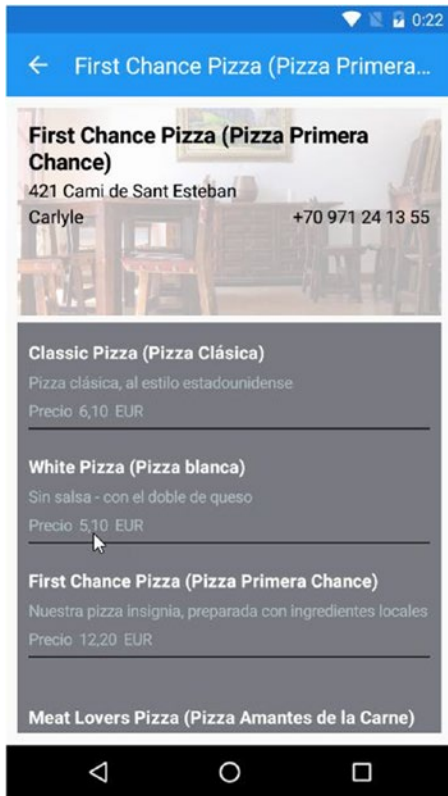 0:22
First Chance Pizza (Pizza Primera...
First Chance Pizza (Pizza Primera
Chance)
421 Cami de Sant Esteban
Carlyle +70 971 24 13 55
Classic Pizza (Pizza Clásica)
Pizza clásica, al estilo estadounidense
Precio 6,10 EUR
White Pizza (Pizza blanca)
Sin salsa - con el doble de queso
Precio 5,10 EUR
First Chance Pizza (Pizza Primera Chance)
Nuestra pizza insignia, preparada con ingredientes locales
Precio 12,20 EUR
Meat Lovers Pizza (Pizza Amantes de la Carne)